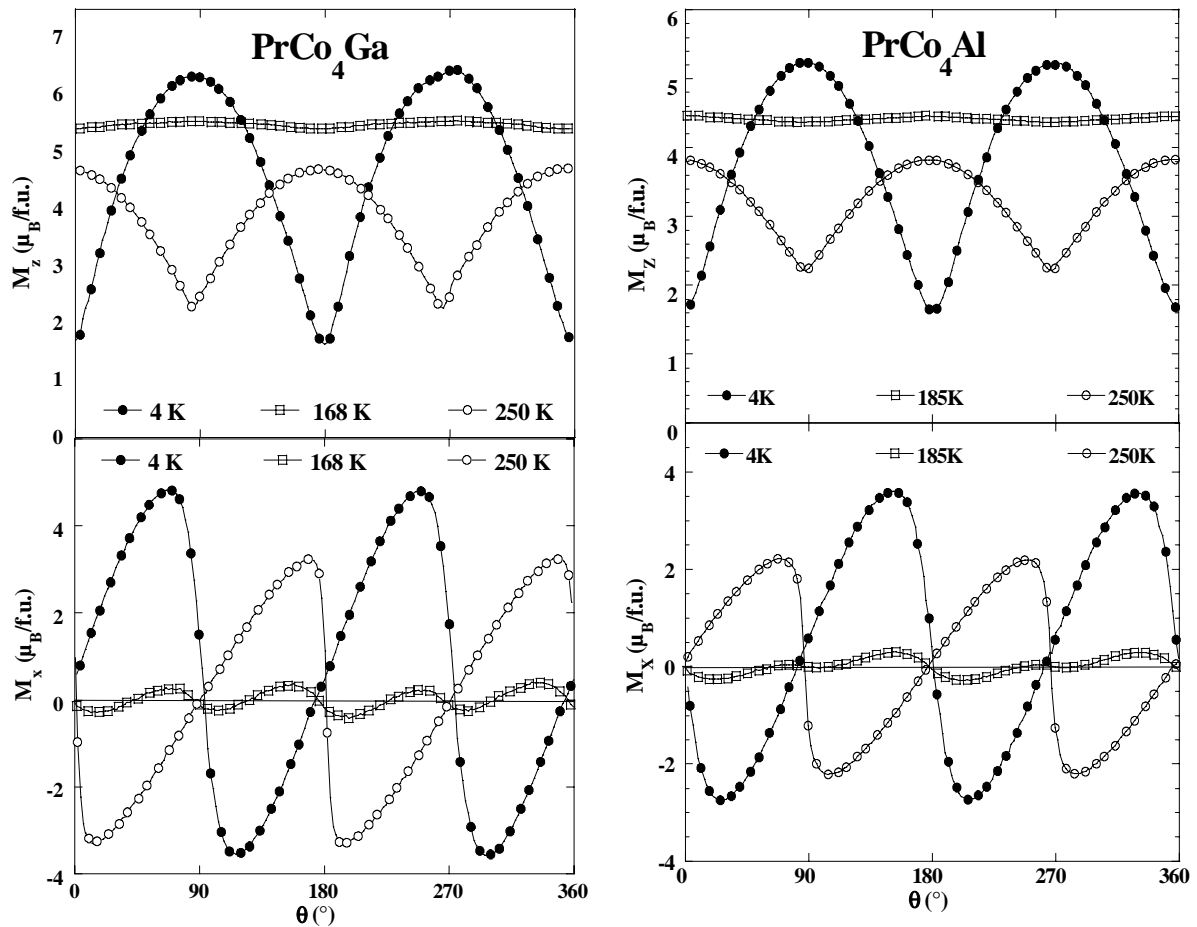 PrCo4Ga
7
6
5
4
3
2
1
0
Mz (μB/f.u.)
4 K
168 K
250 K
4 K
168 K
250 K
4
2
0
-2
-4
Mx (μB/f.u.)
0
90
180
270
360
θ (°)
PrCo4Al
6
5
4
3
2
1
0
MZ (μB/f.u.)
4K
185K
250K
4K
185K
250K
4
2
0
-2
-4
MX (μB/f.u.)
0
90
180
270
360
θ (°)